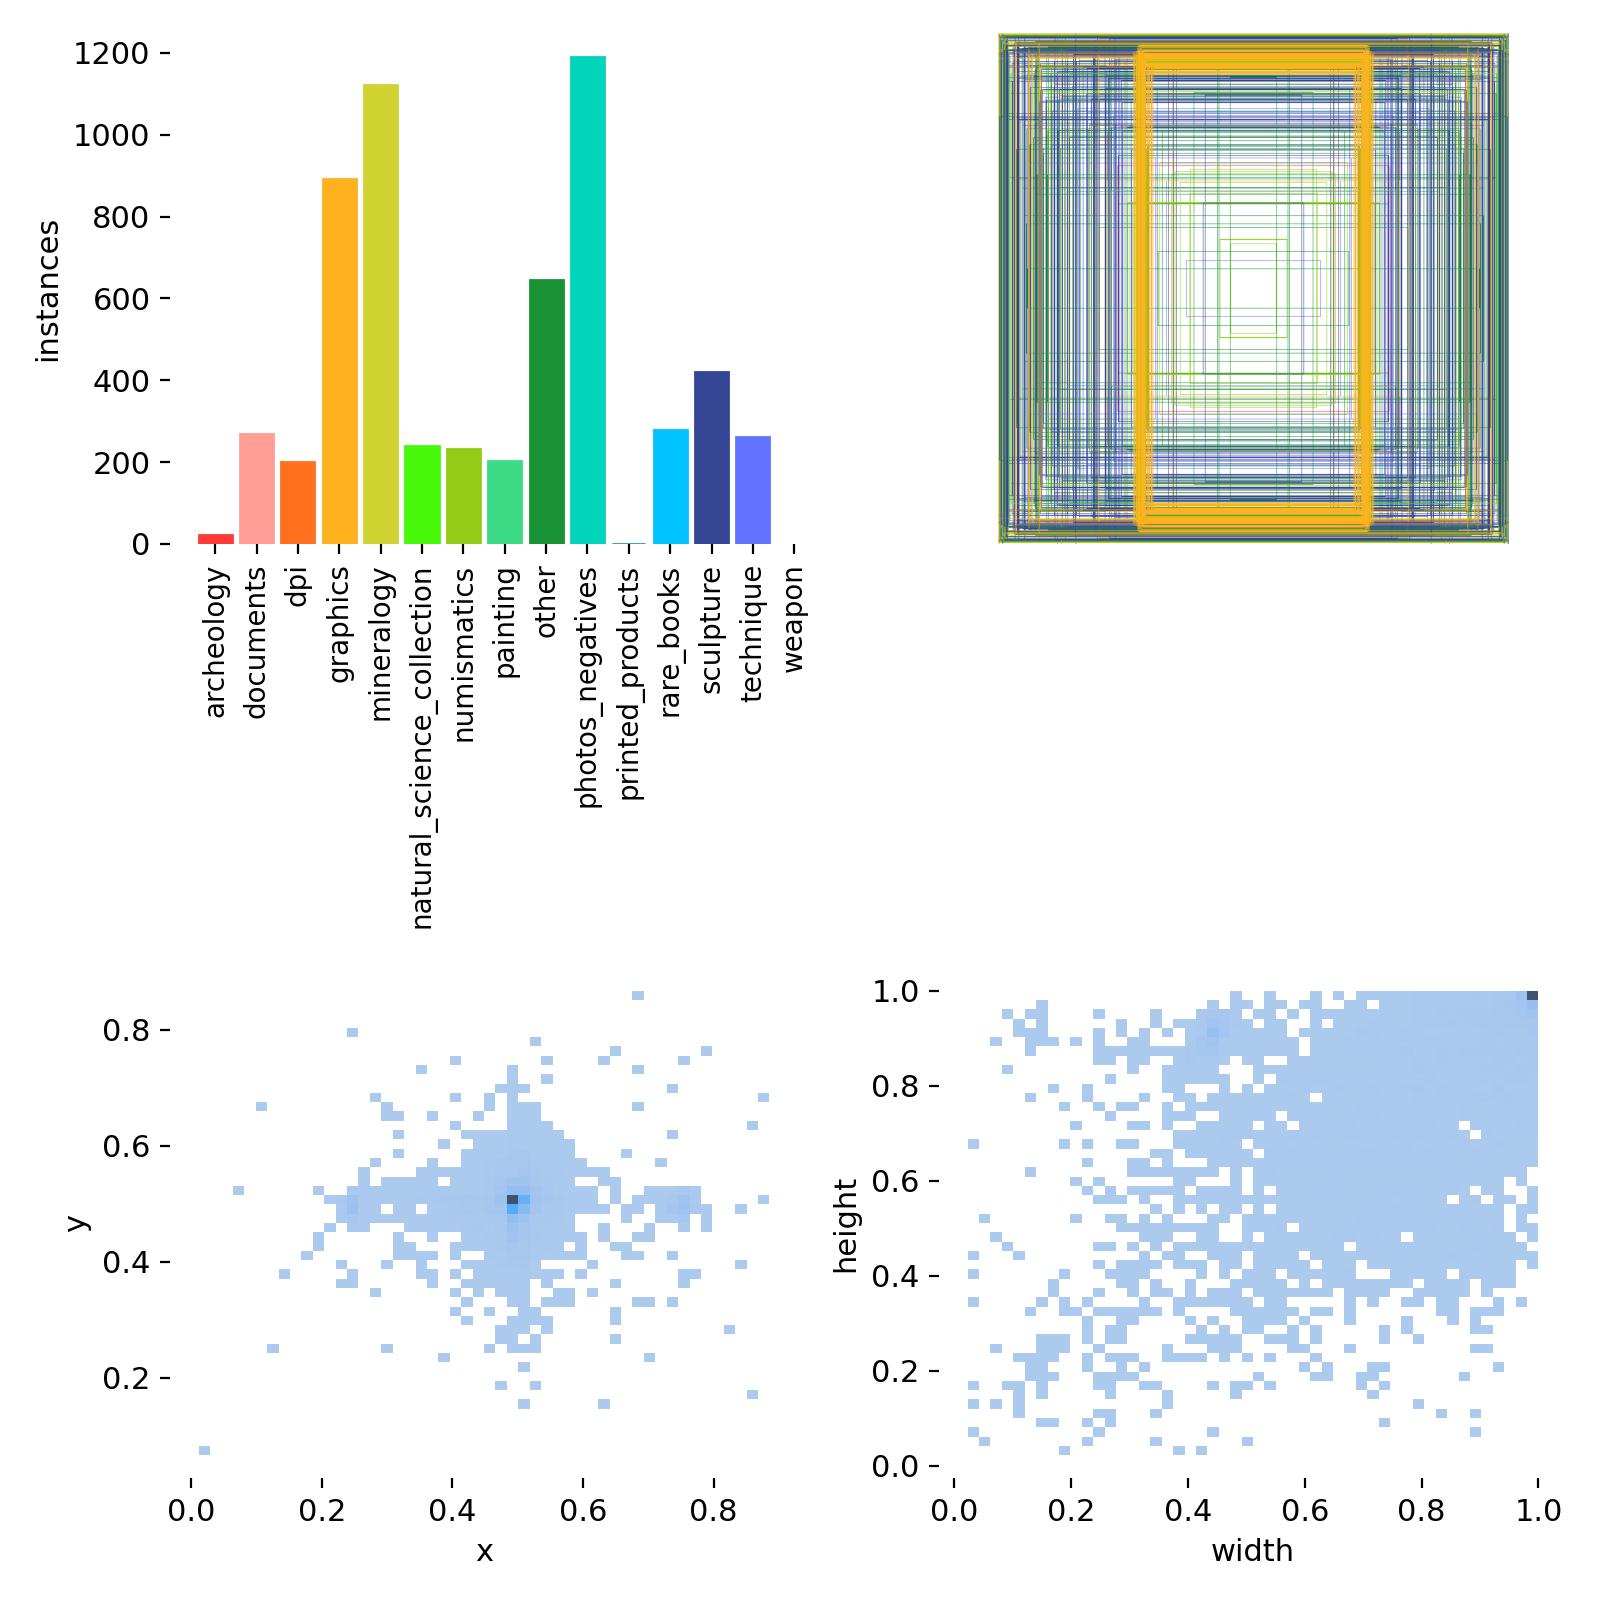 instances
1200
1000
800
600
400
200
0
archeology
documents
dpi
graphics
mineralogy
natural_science_collection
numismatics
painting
other
photos_negatives
printed_products
rare_books
sculpture
technique
weapon
y
0.8
0.6
0.4
0.2
0.0 0.2 0.4 0.6 0.8
x
height
1.0
0.8
0.6
0.4
0.2
0.0
0.0 0.2 0.4 0.6 0.8 1.0
width